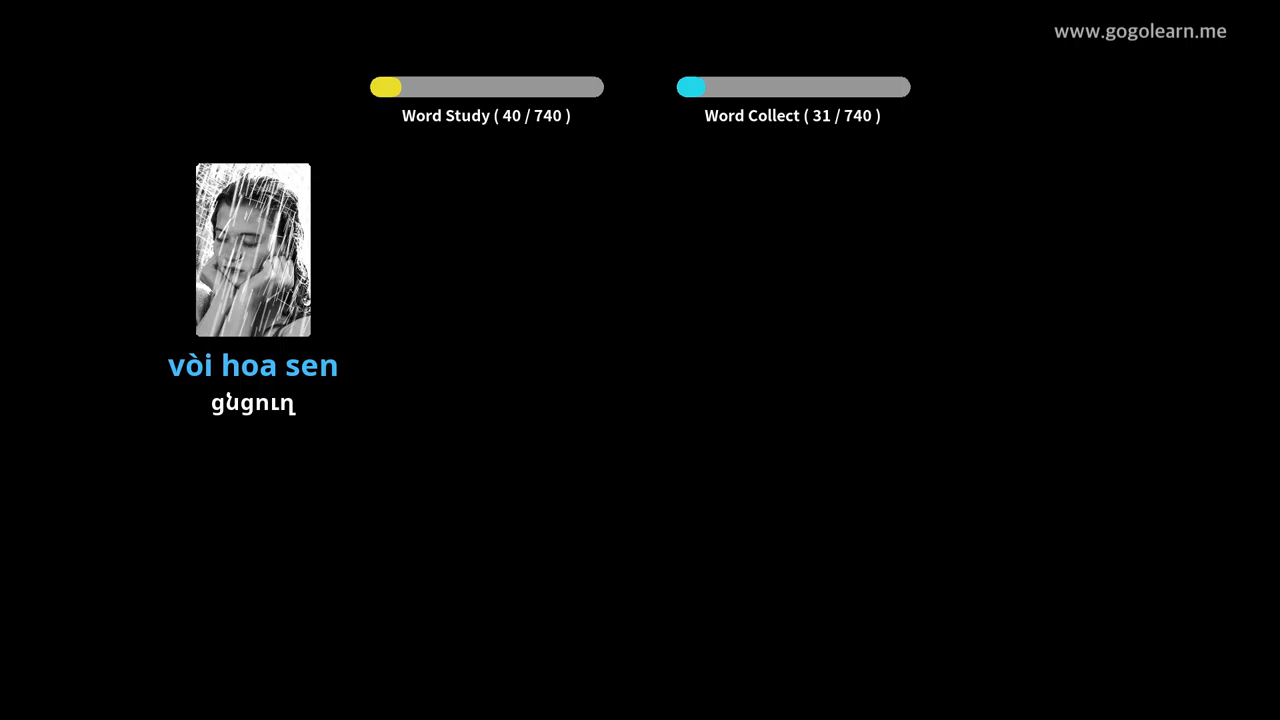 www.gogolearn.me
Word Study ( 40 / 740 )
Word Collect ( 31 / 740 )
vòi hoa sen
ցնցուղ